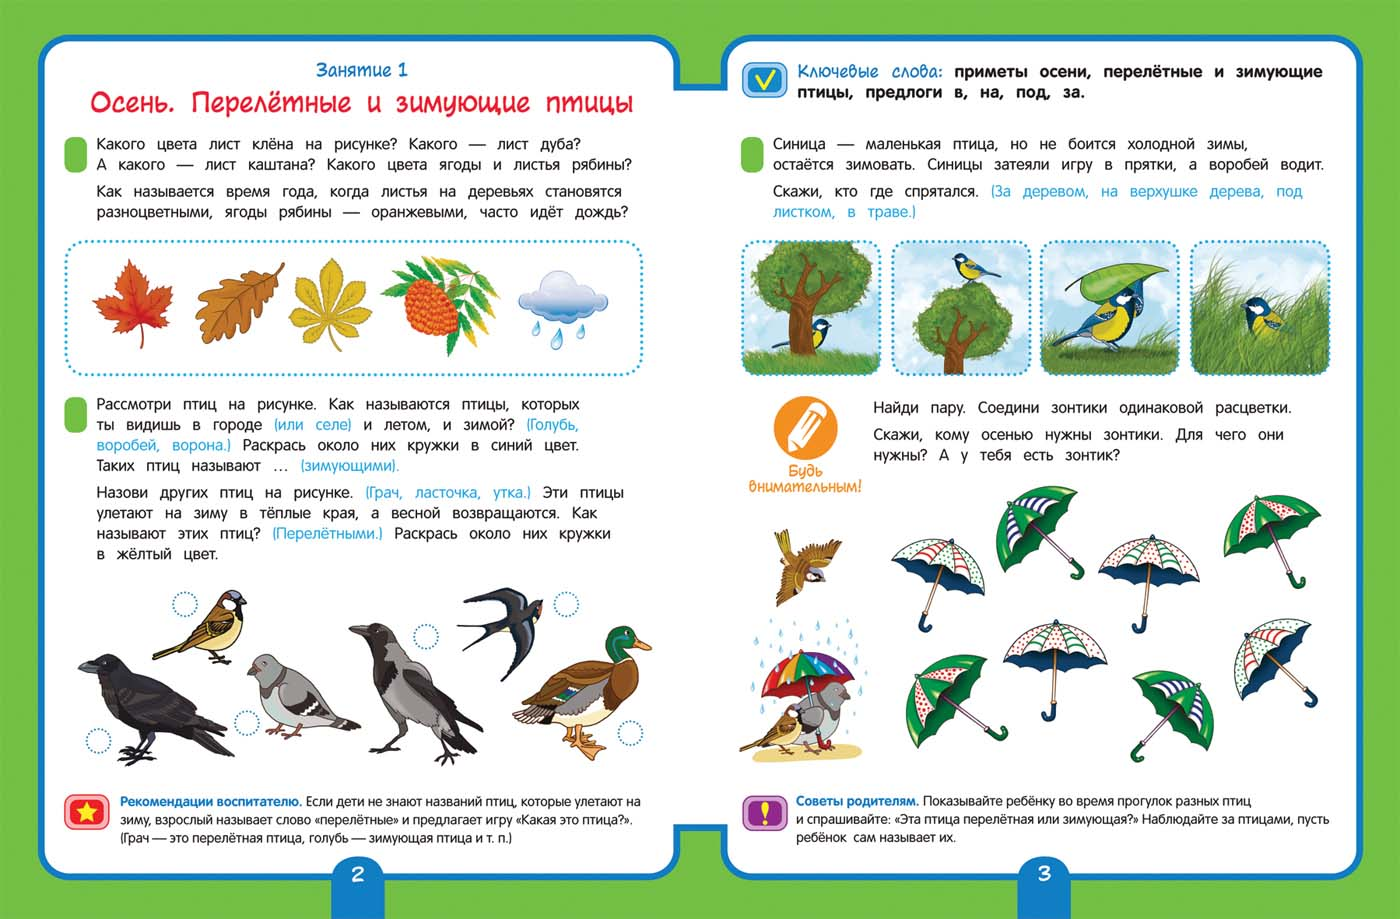 Занятие 1
Осень. Перелётные и зимующие птицы
Какого цвета лист клёна на рисунке? Какого — лист дуба?
А какого — лист каштана? Какого цвета ягоды и листья рябины?
Как называется время года, когда листья на деревьях становятся
разноцветными, ягоды рябины — оранжевыми, часто идёт дождь?
Рассмотри птиц на рисунке. Как называются птицы, которых
ты видишь в городе (или селе) и летом, и зимой? (Голубь,
воробей, ворона.) Раскрась около них кружки в синий цвет.
Таких птиц называют ... (зимующими).
Назови других птиц на рисунке. (Грач, ласточка, утка.) Эти птицы
улетают на зиму в тёплые края, а весной возвращаются. Как
называют этих птиц? (Перелётными.) Раскрась около них кружки
в жёлтый цвет.
Рекомендации воспитателю. Если дети не знают названий птиц, которые улетают на
зиму, взрослый называет слово «перелётные» и предлагает игру «Какая это птица?».
(Грач — это перелётная птица, голубь — зимующая птица и т. п.)
2
Ключевые слова: приметы осени, перелётные и зимующие
птицы, предлоги в, на, под, за.
Синица — маленькая птица, но не боится холодной зимы,
остаётся зимовать. Синицы затеяли игру в прятки, а воробей водит.
Скажи, кто где спрятался. (За деревом, на верхушке дерева, под
листком, в траве.)
Будь
внимательным!
Найди пару. Соедини зонтики одинаковой расцветки.
Скажи, кому осенью нужны зонтики. Для чего они
нужны? А у тебя есть зонтик?
Советы родителям. Показывайте ребёнку во время прогулок разных птиц
и спрашивайте: «Эта птица перелётная или зимующая?» Наблюдайте за птицами, пусть
ребёнок сам называет их.
3